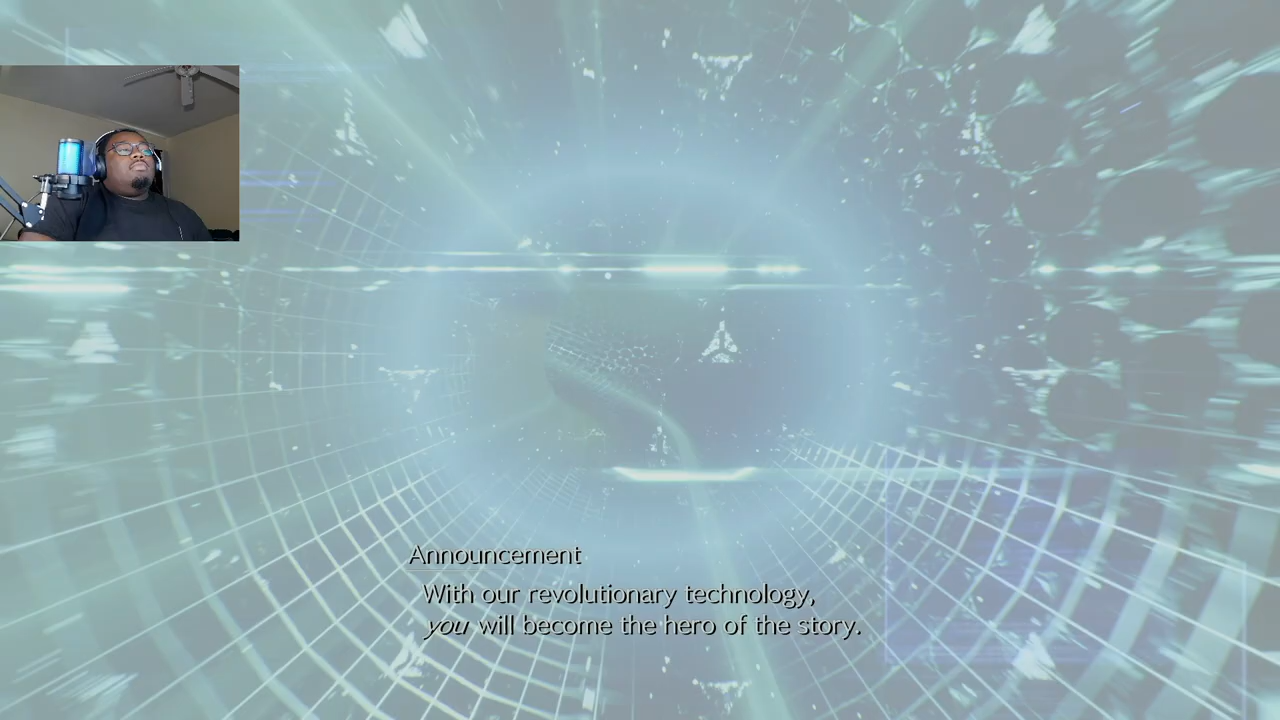 Announcement
With our revolutionary technology,
you will become the hero of the story.